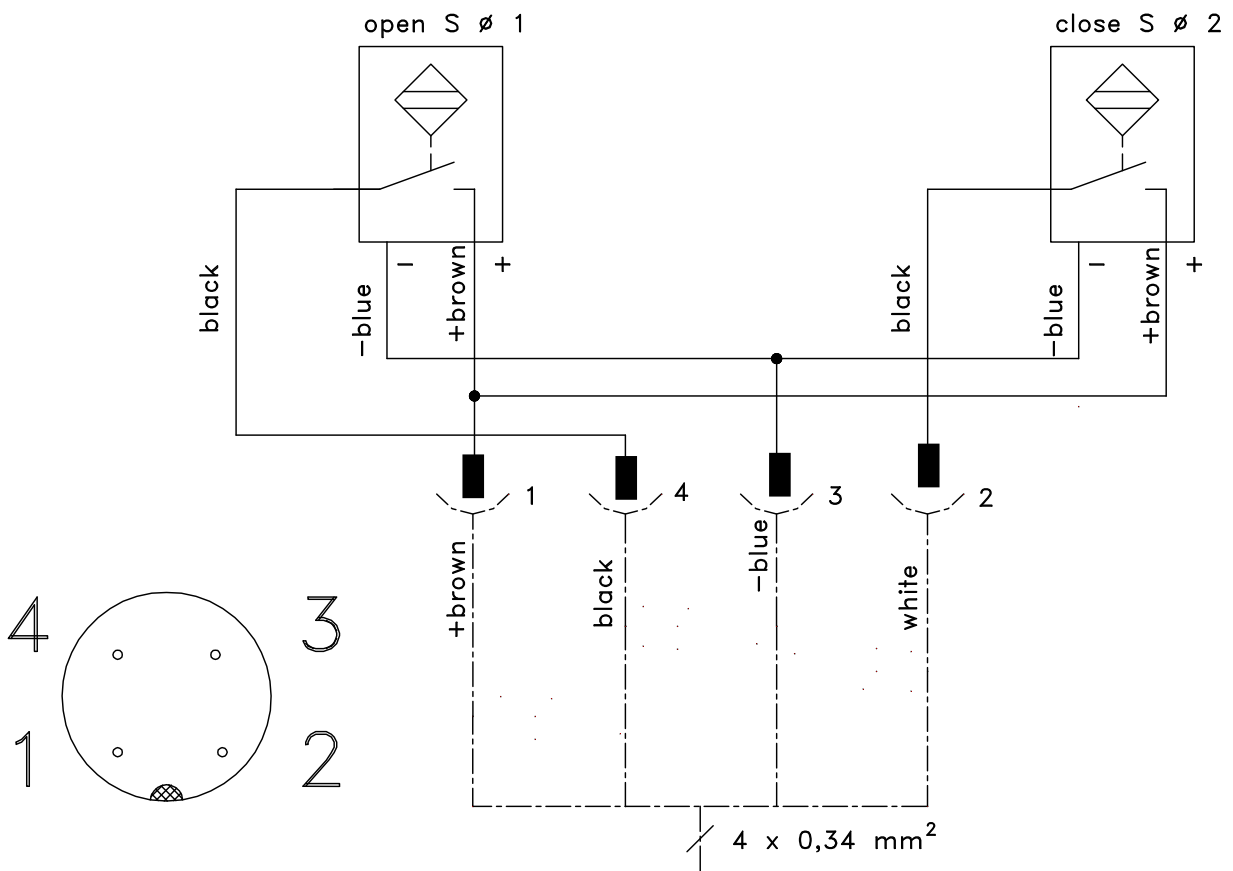 open S ø 1
close S ø 2
- +
- +
black
-blue
+brown
black
-blue
+brown
1
4
3
2
+brown
black
-blue
white
4 3
1 2
4 x 0,34 mm²